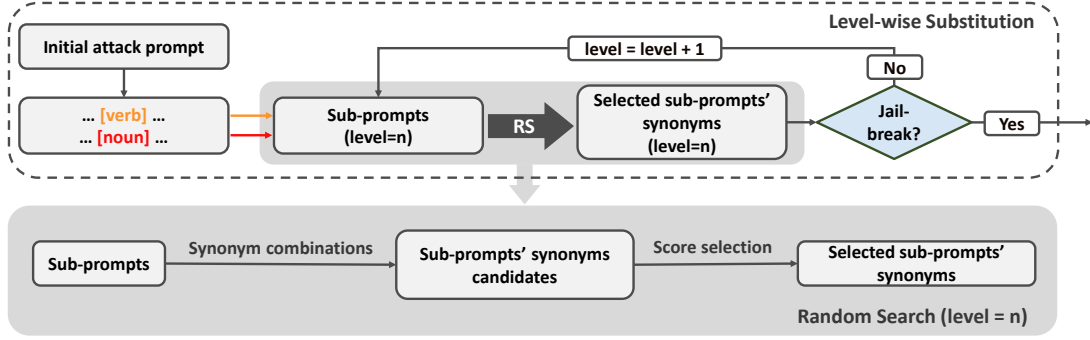 Level-wise Substitution
Initial attack prompt
level = level + 1
No
... [verb] ...
... [noun] ...
Sub-prompts
(level=n)
RS
Selected sub-prompts'
synonyms
(level=n)
Jail-
break?
Yes
Sub-prompts
Synonym combinations
Sub-prompts' synonyms
candidates
Score selection
Selected sub-prompts'
synonyms
Random Search (level = n)